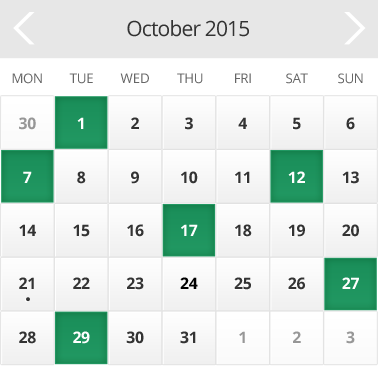 October 2015
MON TUE WED THU FRI SAT SUN
30 1 2 3 4 5 6
7 8 9 10 11 12 13
14 15 16 17 18 19 20
21 22 23 24 25 26 27
28 29 30 31 1 2 3